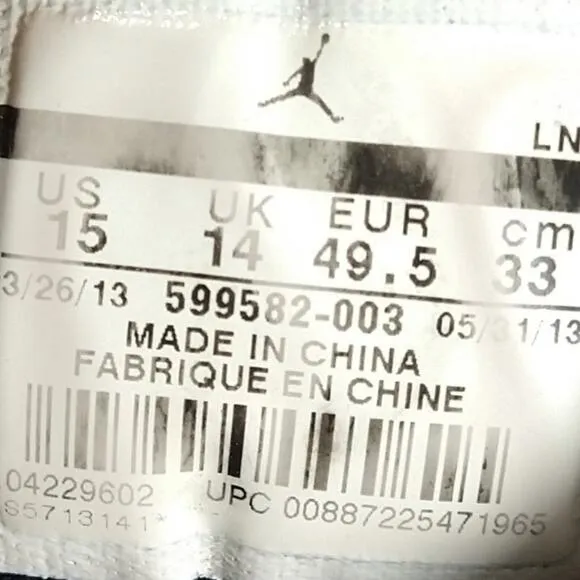 LN
US UK EUR cm
15 14 49.5 33
3/26/13 599582-003 05/31/13
MADE IN CHINA
FABRIQUE EN CHINE
04229602 UPC 00887225471965
S5713141